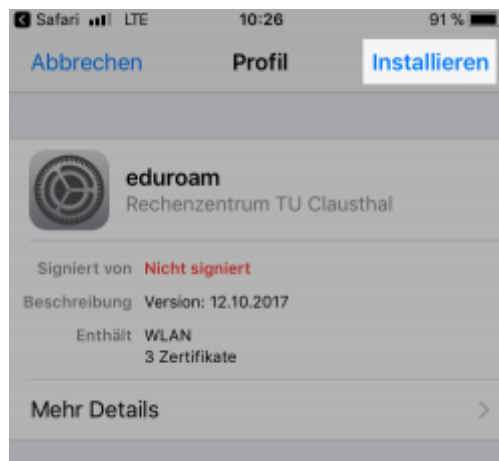 Safari LTE 10:26 91 %
Abbrechen Profil Installieren
eduroam
Rechenzentrum TU Clausthal
Signiert von Nicht signiert
Beschreibung Version: 12.10.2017
Enthält WLAN
3 Zertifikate
Mehr Details